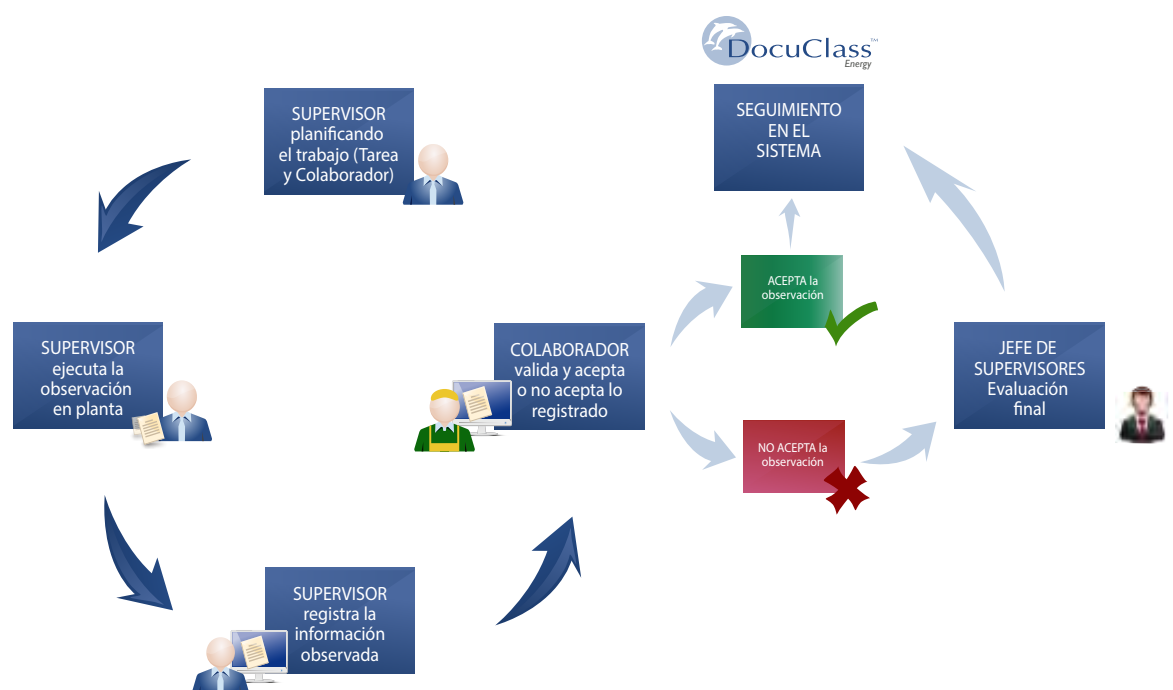 DocuClass™
Energy
SUPERVISOR
planificando
el trabajo (Tarea
y Colaborador)
SEGUIMIENTO
EN EL
SISTEMA
ACEPTA la
observación
SUPERVISOR
ejecuta la
observación
en planta
COLABORADOR
valida y acepta
o no acepta lo
registrado
JEFE DE
SUPERVISORES
Evaluación
final
NO ACEPTA la
observación
SUPERVISOR
registra la
información
observada